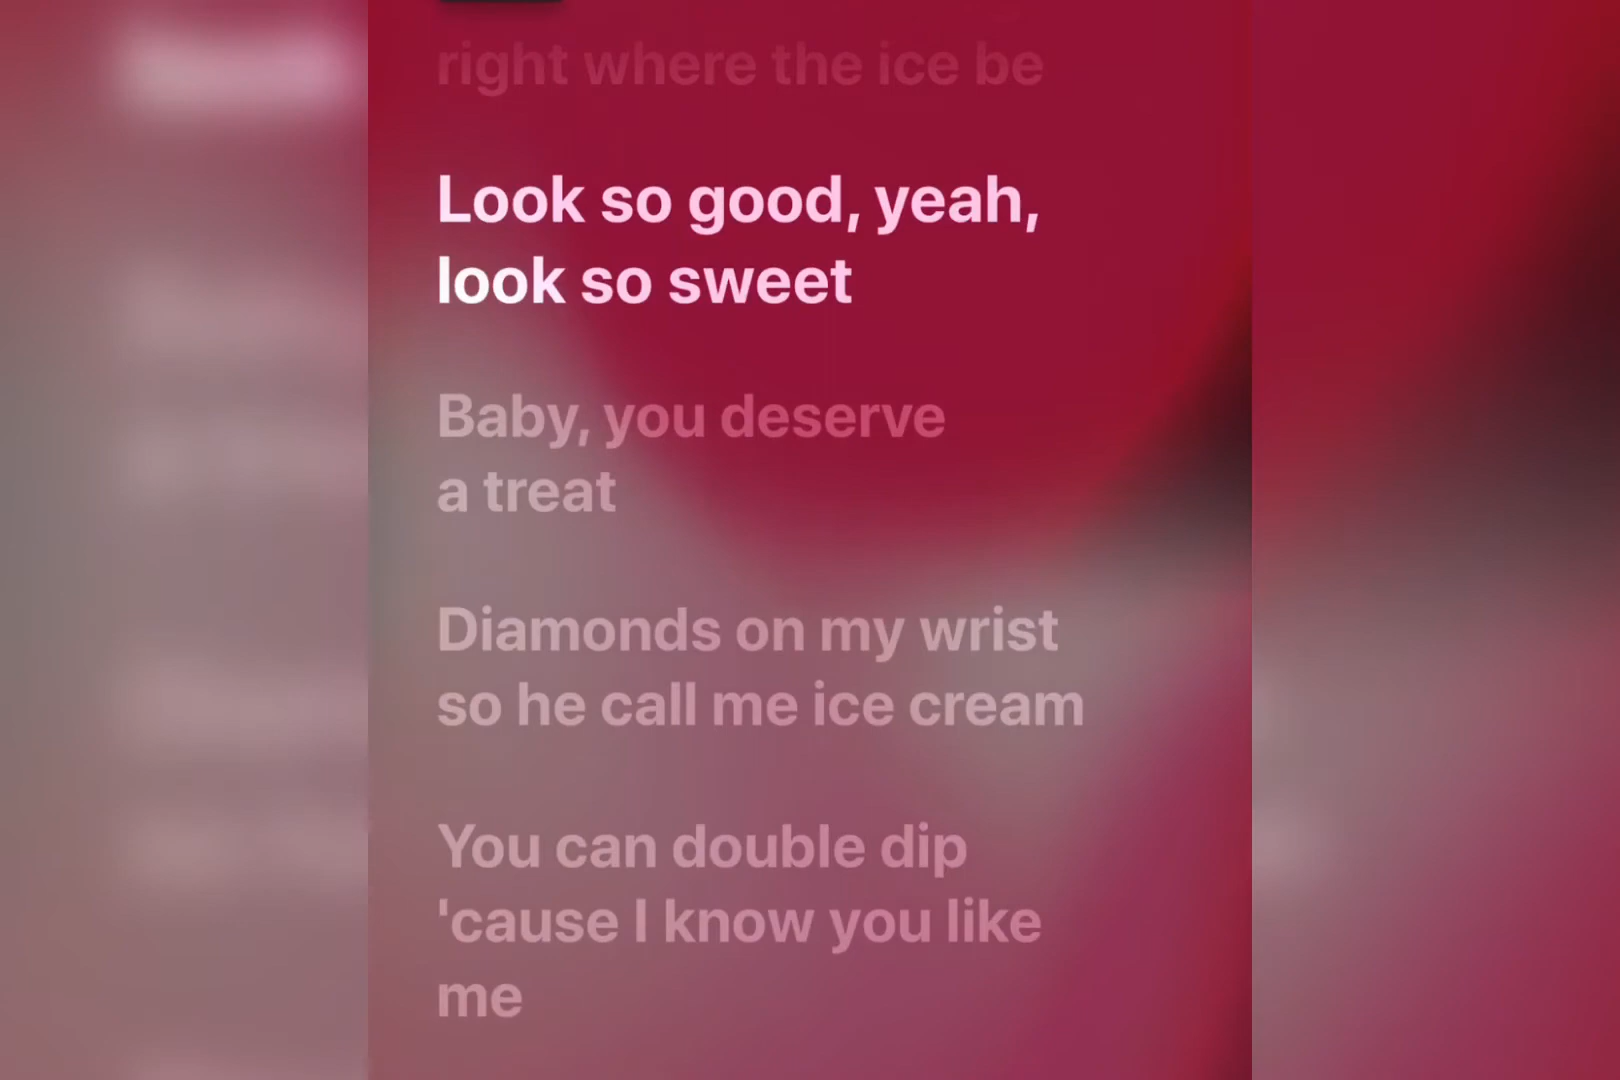 right where the ice be
Look so good, yeah,
look so sweet
Baby, you deserve
a treat
Diamonds on my wrist
so he call me ice cream
You can double dip
'cause I know you like
me